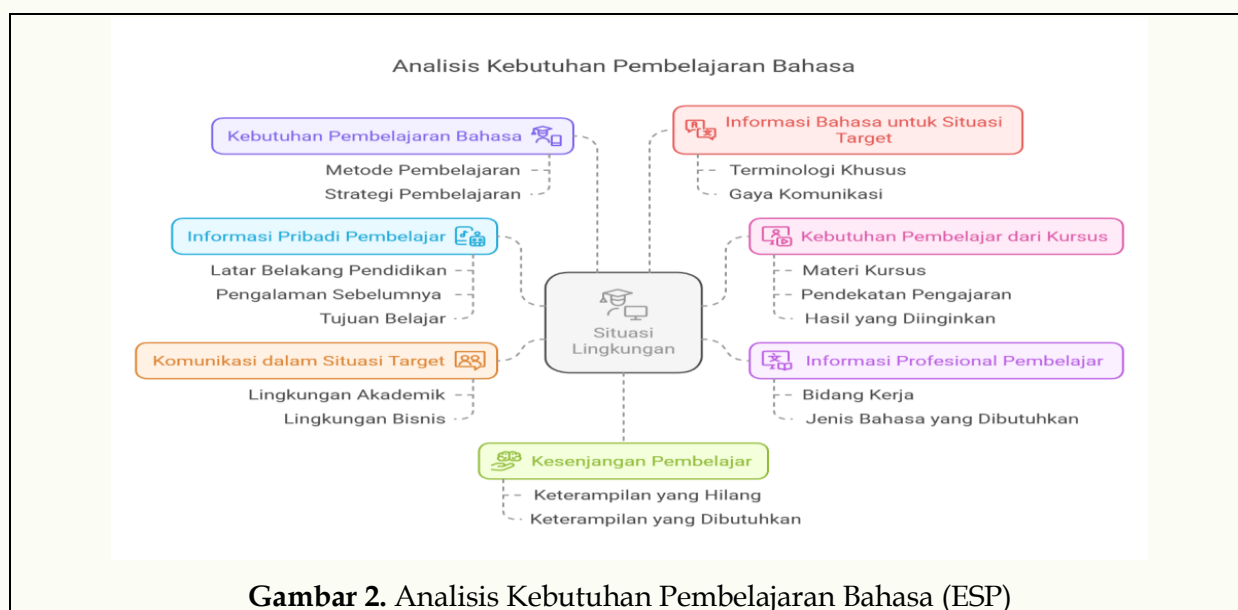 Analisis Kebutuhan Pembelajaran Bahasa
Kebutuhan Pembelajaran Bahasa
Metode Pembelajaran
Strategi Pembelajaran
Informasi Pribadi Pembelajar
Latar Belakang Pendidikan
Pengalaman Sebelumnya
Tujuan Belajar
Komunikasi dalam Situasi Target
Lingkungan Akademik
Lingkungan Bisnis
Situasi
Lingkungan
Informasi Bahasa untuk Situasi
Target
Terminologi Khusus
Gaya Komunikasi
Kebutuhan Pembelajar dari Kursus
Materi Kursus
Pendekatan Pengajaran
Hasil yang Diinginkan
Informasi Profesional Pembelajar
Bidang Kerja
Jenis Bahasa yang Dibutuhkan
Kesenjangan Pembelajar
Keterampilan yang Hilang
Keterampilan yang Dibutuhkan
Gambar 2. Analisis Kebutuhan Pembelajaran Bahasa (ESP)